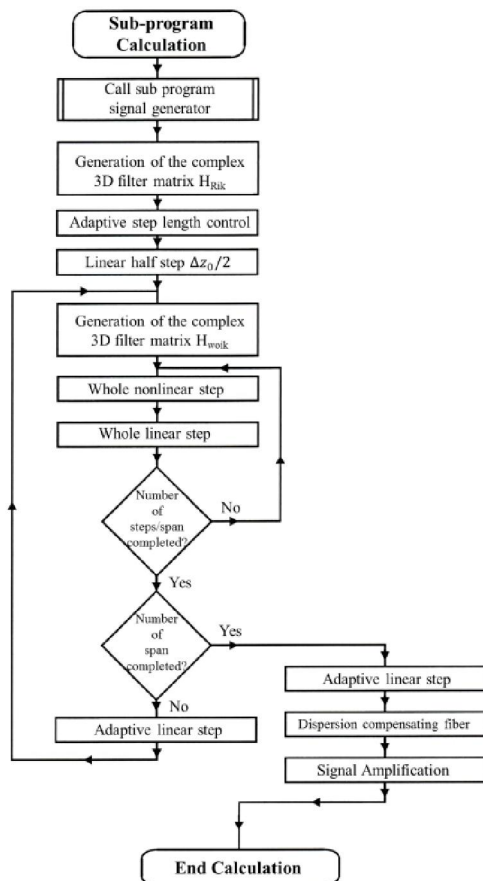 Sub-program
Calculation
Call sub program
signal generator
Generation of the complex
3D filter matrix H_Rik
Adaptive step length control
Linear half step Δz₀/2
Generation of the complex
3D filter matrix H_woik
Whole nonlinear step
Whole linear step
Number
of
steps/span
completed?
No
Yes
Number
of
span
completed?
Yes
No
Adaptive linear step
Adaptive linear step
Dispersion compensating fiber
Signal Amplification
End Calculation